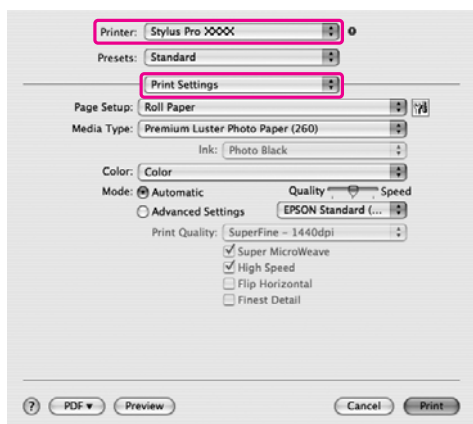 Printer: Stylus Pro XXXX
Presets: Standard
Print Settings
Page Setup: Roll Paper
Media Type: Premium Luster Photo Paper (260)
Ink: Photo Black
Color: Color
Mode: Automatic Quality Speed
Advanced Settings EPSON Standard (...
Print Quality: SuperFine - 1440dpi
Super MicroWeave
High Speed
Flip Horizontal
Finest Detail
? PDF ▾ Preview Cancel Print